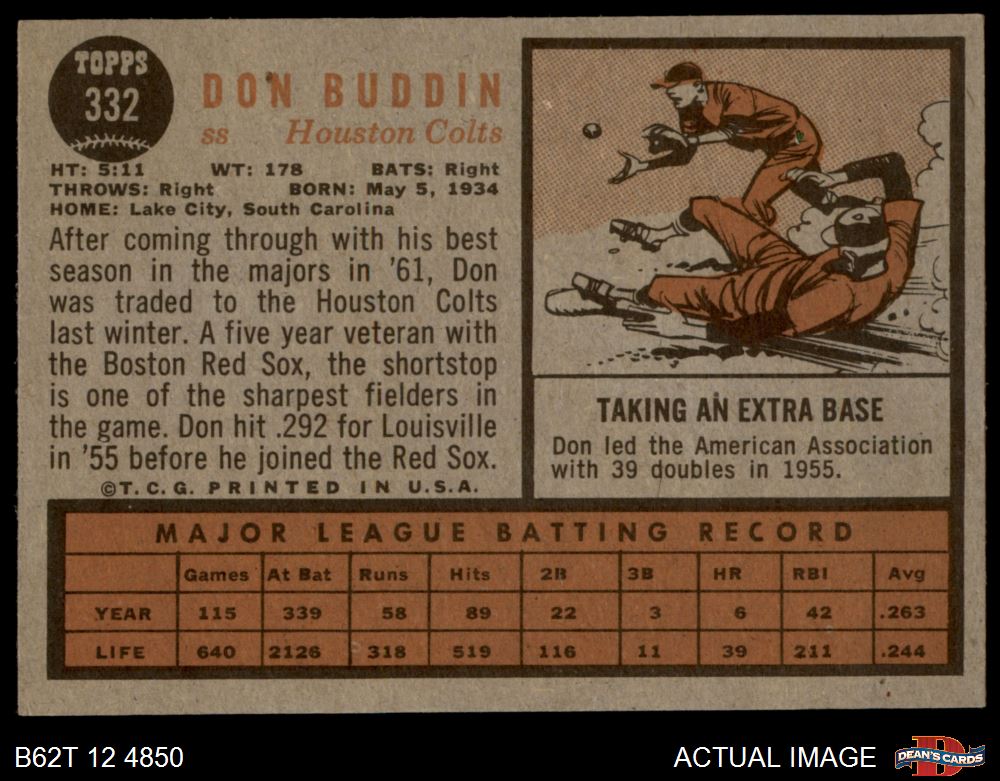 TOPPS
332
DON BUDDIN
SS Houston Colts
HT: 5:11 WT: 178 BATS: Right
THROWS: Right BORN: May 5, 1934
HOME: Lake City, South Carolina
After coming through with his best
season in the majors in '61, Don
was traded to the Houston Colts
last winter. A five year veteran with
the Boston Red Sox, the shortstop
is one of the sharpest fielders in
the game. Don hit .292 for Louisville
in '55 before he joined the Red Sox.
©T.C.G. PRINTED IN U.S.A.
TAKING AN EXTRA BASE
Don led the American Association
with 39 doubles in 1955.
MAJOR LEAGUE BATTING RECORD
Games At Bat Runs Hits 2B 3B HR RBI Avg
YEAR 115 339 58 89 22 3 6 42 .263
LIFE 640 2126 318 519 116 11 39 211 .244
B62T 12 4850
ACTUAL IMAGE
D
DEAN'S CARDS